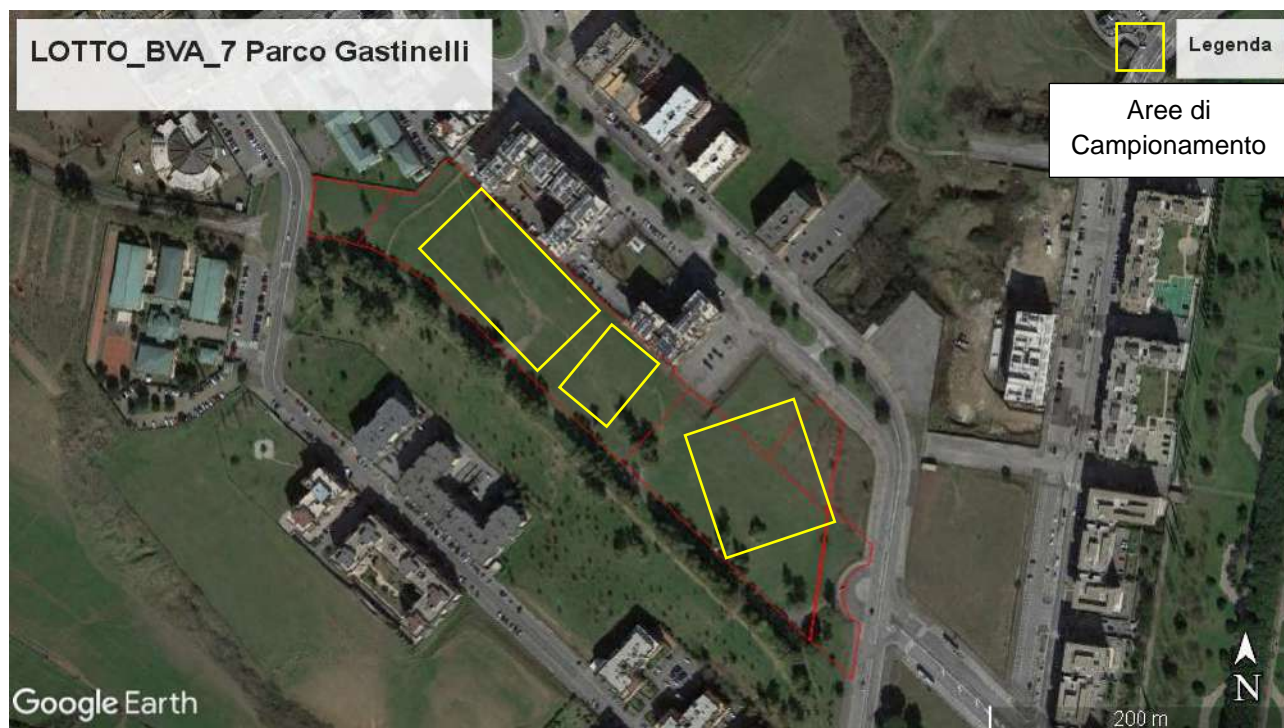 LOTTO_BVA_7 Parco Gastinelli
Legenda
Aree di
Campionamento
Google Earth
N
200 m